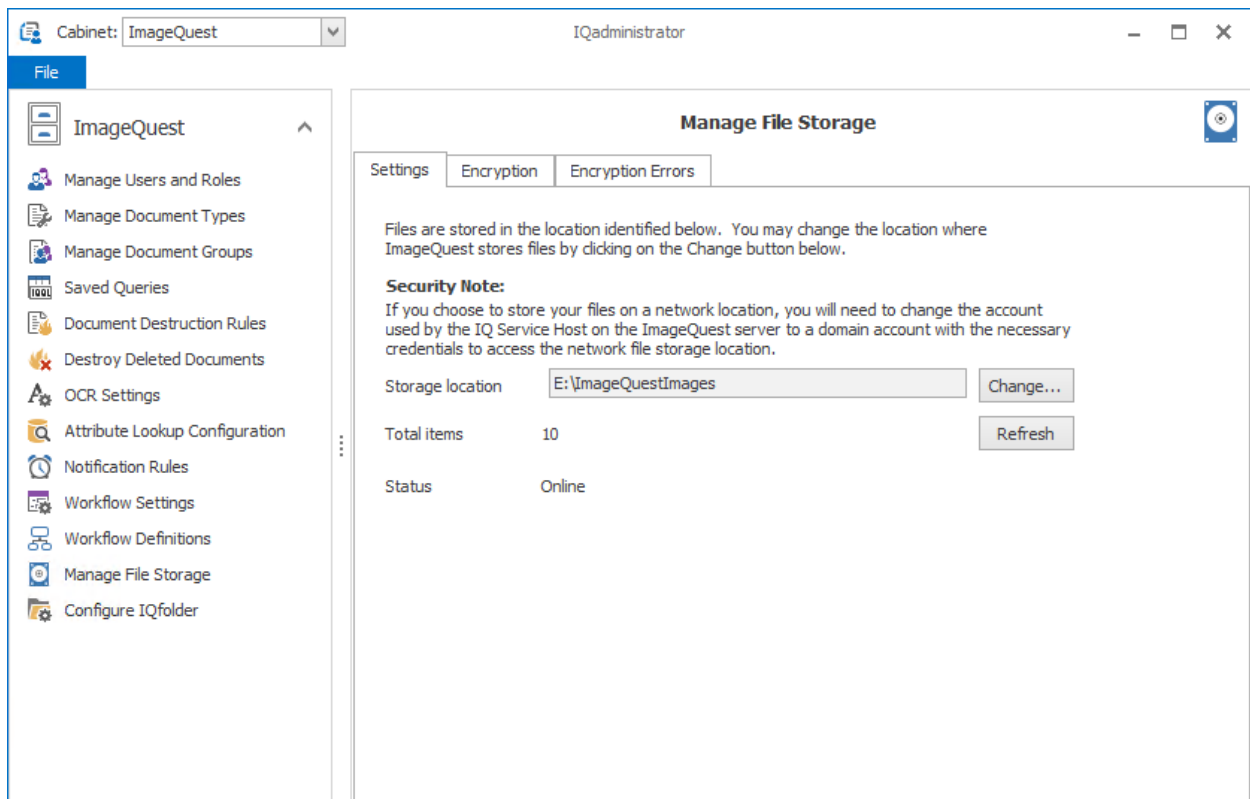 Cabinet: ImageQuest
IQadministrator
File
ImageQuest
Manage Users and Roles
Manage Document Types
Manage Document Groups
Saved Queries
Document Destruction Rules
Destroy Deleted Documents
OCR Settings
Attribute Lookup Configuration
Notification Rules
Workflow Settings
Workflow Definitions
Manage File Storage
Configure IQfolder
Manage File Storage
Settings
Encryption
Encryption Errors
Files are stored in the location identified below. You may change the location where
ImageQuest stores files by clicking on the Change button below.
Security Note:
If you choose to store your files on a network location, you will need to change the account
used by the IQ Service Host on the ImageQuest server to a domain account with the necessary
credentials to access the network file storage location.
Storage location E:\ImageQuestImages Change...
Total items 10 Refresh
Status Online